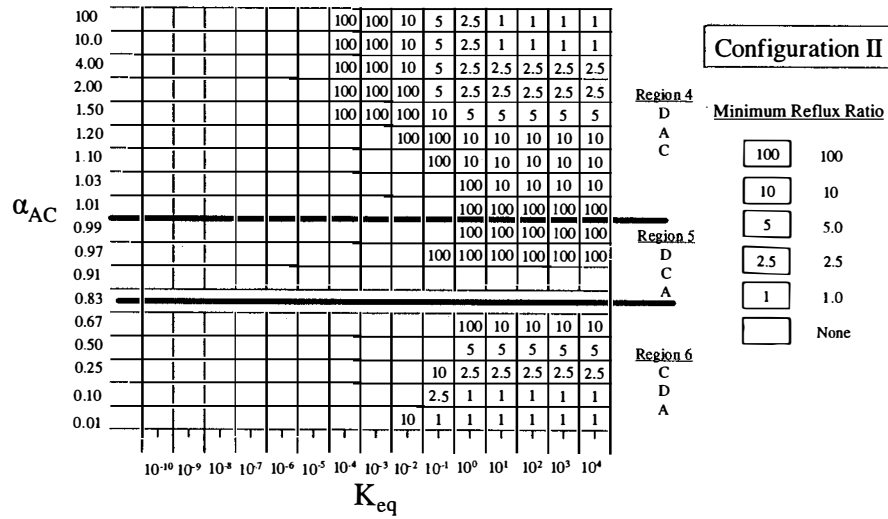 100 100 100 10 5 2.5 1 1 1 1
10.0 100 100 10 5 2.5 1 1 1 1
4.00 100 100 10 5 2.5 2.5 2.5 2.5 2.5
2.00 100 100 100 5 2.5 2.5 2.5 2.5 2.5
1.50 100 100 100 10 5 5 5 5 5
1.20 100 100 10 10 10 10 10
1.10 100 10 10 10 10 10
1.03 100 10 10 10 10
1.01 100 100 100 100 100
0.99 100 100 100 100 100
0.97 100 100 100 100 100 100
0.91
0.83
0.67 100 10 10 10 10
0.50 5 5 5 5 5
0.25 10 2.5 2.5 2.5 2.5 2.5
0.10 2.5 1 1 1 1 1
0.01 10 1 1 1 1 1 1
αAC
10-10 10-9 10-8 10-7 10-6 10-5 10-4 10-3 10-2 10-1 100 101 102 103 104
Keq
Region 4
D
A
C
Region 5
D
C
A
Region 6
C
D
A
Configuration II
Minimum Reflux Ratio
100 100
10 10
5 5.0
2.5 2.5
1 1.0
None